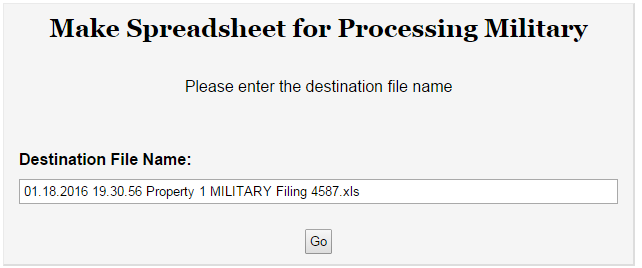 Make Spreadsheet for Processing Military
Please enter the destination file name
Destination File Name:
01.18.2016 19.30.56 Property 1 MILITARY Filing 4587.xls
Go